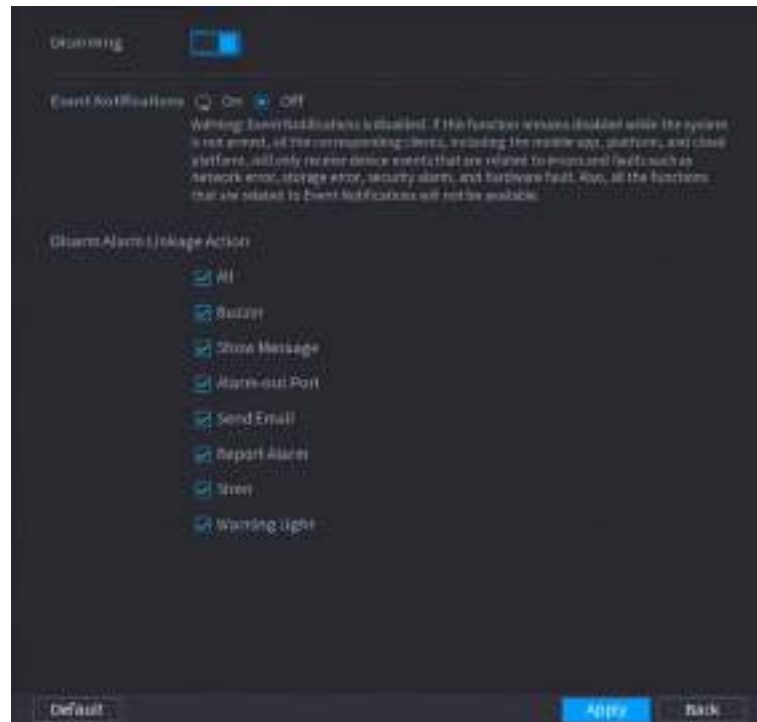 Disarming
Event Notifications On Off
Warning: Event Notifications is disabled. If this function remains disabled while the system
is not armed, all the corresponding clients, including the mobile app, platform, and cloud
platform, will only receive device events that are related to errors and faults such as
network error, storage error, security alarm, and hardware fault. Also, all the functions
that are related to Event Notifications will not be available.
Disarm Alarm Linkage Action
All
Buzzer
Show Message
Alarm-out Port
Send Email
Report Alarm
Siren
Warning Light
Default Apply Back